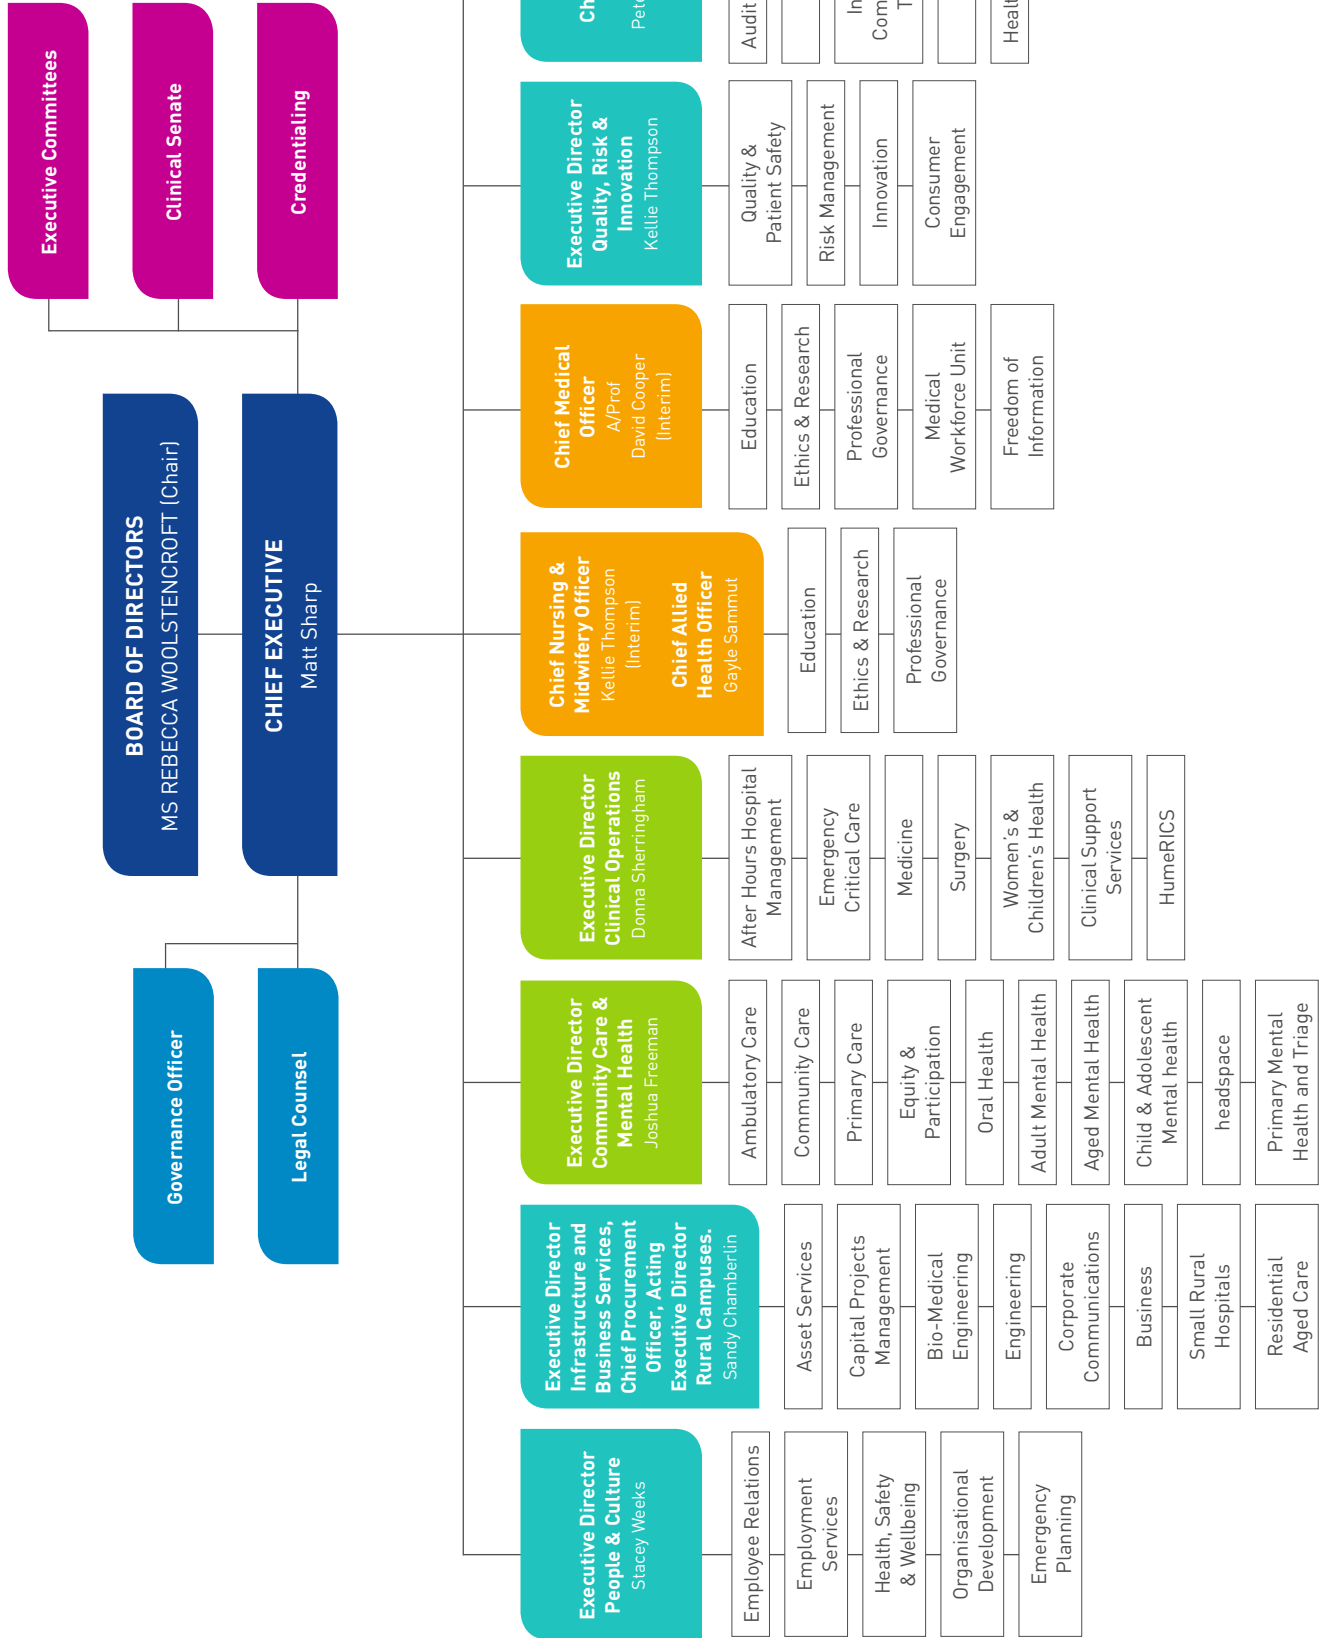 BOARD OF DIRECTORS
MS REBECCA WOOLSTENCROFT (Chair)
CHIEF EXECUTIVE
Matt Sharp
Governance Officer
Legal Counsel
Executive Committees
Clinical Senate
Credentialing
Executive Director
People & Culture
Stacey Weeks
Employee Relations
Employment
Services
Health, Safety
& Wellbeing
Organisational
Development
Emergency
Planning
Executive Director
Infrastructure and
Business Services,
Chief Procurement
Officer, Acting
Executive Director
Rural Campuses.
Sandy Chamberlin
Asset Services
Capital Projects
Management
Bio-Medical
Engineering
Engineering
Corporate
Communications
Business
Small Rural
Hospitals
Residential
Aged Care
Executive Director
Community Care &
Mental Health
Joshua Freeman
Ambulatory Care
Community Care
Primary Care
Equity &
Participation
Oral Health
Adult Mental Health
Aged Mental Health
Child & Adolescent
Mental health
headspace
Primary Mental
Health and Triage
Executive Director
Clinical Operations
Donna Sherringham
After Hours Hospital
Management
Emergency
Critical Care
Medicine
Surgery
Women's &
Children's Health
Clinical Support
Services
HumeRICS
Chief Nursing &
Midwifery Officer
Kellie Thompson
(Interim)
Chief Allied
Health Officer
Gayle Sammut
Education
Ethics & Research
Professional
Governance
Chief Medical
Officer
A/Prof
David Cooper
(Interim)
Education
Ethics & Research
Professional
Governance
Medical
Workforce Unit
Freedom of
Information
Executive Director
Quality, Risk &
Innovation
Kellie Thompson
Quality &
Patient Safety
Risk Management
Innovation
Consumer
Engagement
Ch
Pete
Audit
In
Com
T
Healt